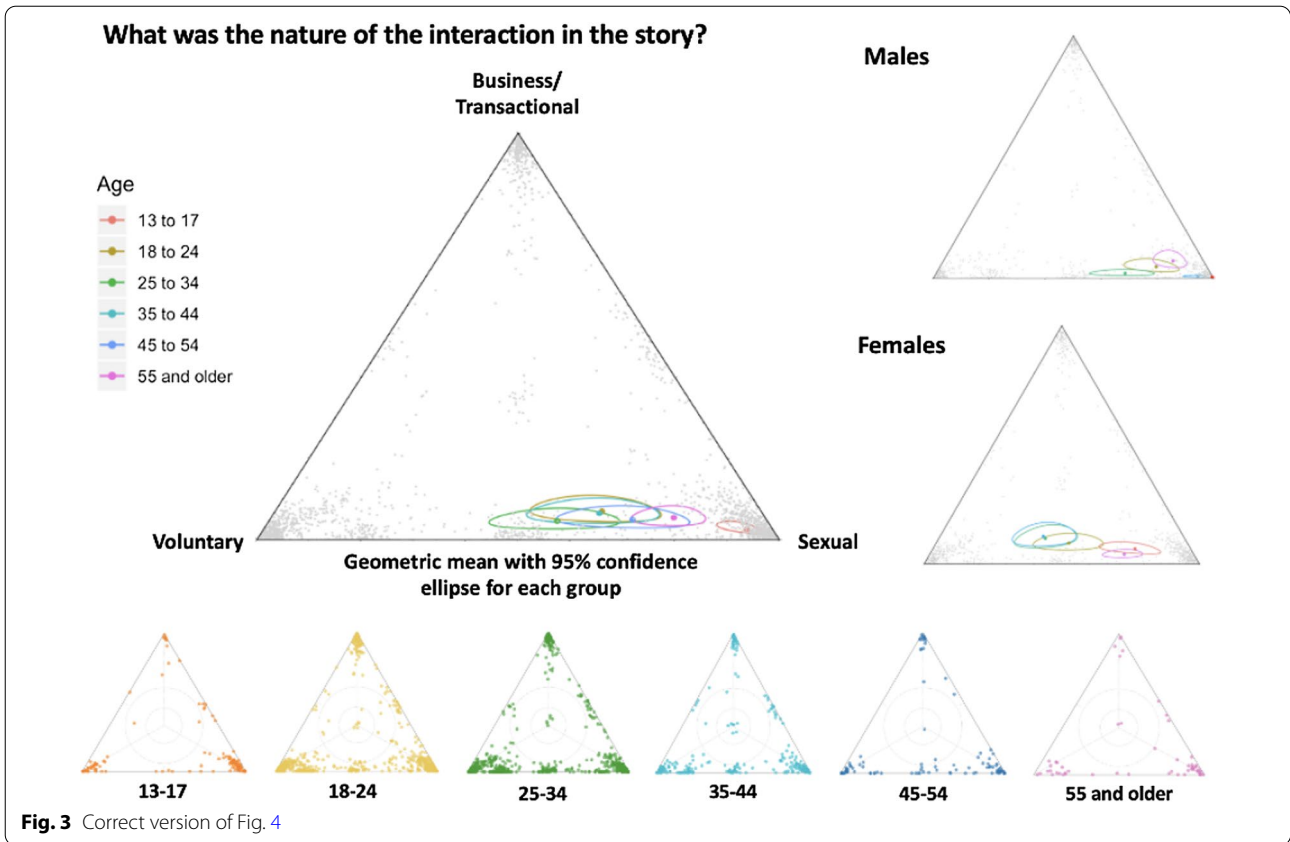 What was the nature of the interaction in the story?
Business/
Transactional
Males
Age
13 to 17
18 to 24
25 to 34
35 to 44
45 to 54
55 and older
Females
Voluntary
Sexual
Geometric mean with 95% confidence
ellipse for each group
13-17
18-24
25-34
35-44
45-54
55 and older
Fig. 3 Correct version of Fig. 4